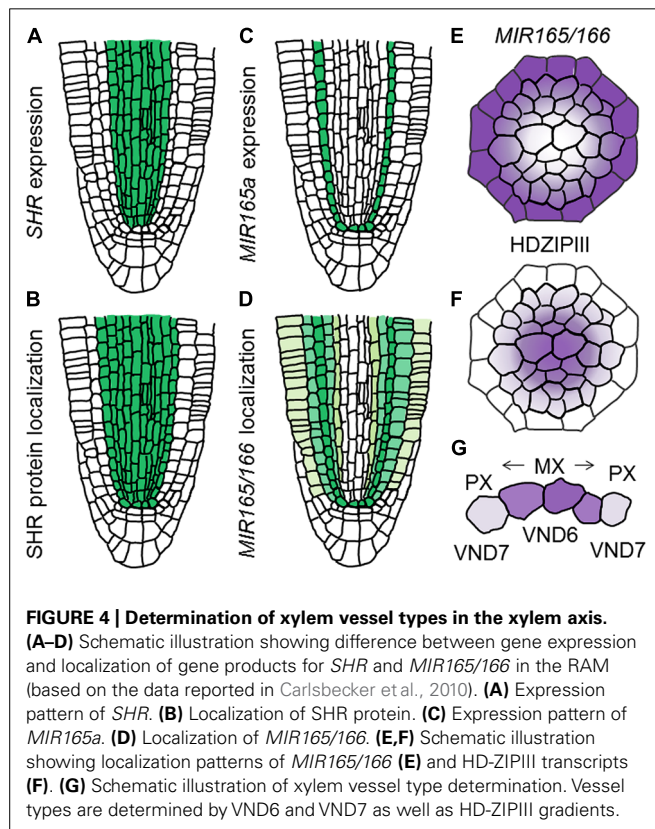 A
SHR expression
C
MIR165a expression
E
MIR165/166
HDZIPIII
B
SHR protein localization
D
MIR165/166 localization
F
G
PX ← MX → PX
VND7 VND6 VND7
FIGURE 4 | Determination of xylem vessel types in the xylem axis.
(A–D) Schematic illustration showing difference between gene expression
and localization of gene products for SHR and MIR165/166 in the RAM
(based on the data reported in Carlsbecker et al., 2010). (A) Expression
pattern of SHR. (B) Localization of SHR protein. (C) Expression pattern of
MIR165a. (D) Localization of MIR165/166. (E,F) Schematic illustration
showing localization patterns of MIR165/166 (E) and HD-ZIPIII transcripts
(F). (G) Schematic illustration of xylem vessel type determination. Vessel
types are determined by VND6 and VND7 as well as HD-ZIPIII gradients.